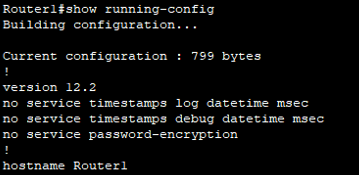 Router1#show running-config
Building configuration...
Current configuration : 799 bytes
!
version 12.2
no service timestamps log datetime msec
no service timestamps debug datetime msec
no service password-encryption
!
hostname Router1